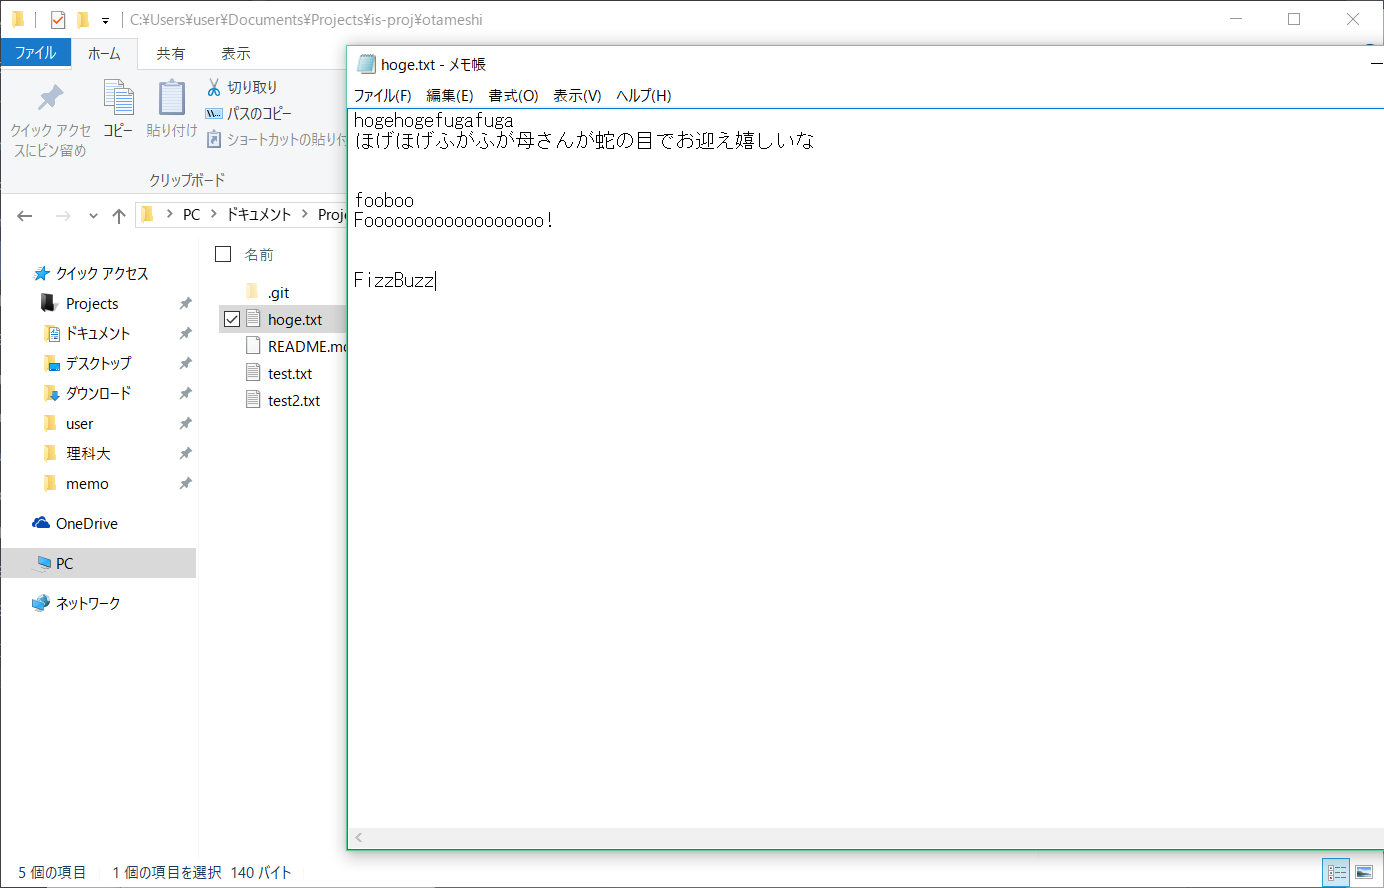 C:¥Users¥user¥Documents¥Projects¥is-proj¥otameshi
ファイル
ホーム
共有
表示
クイック アクセスにピン留め
コピー
貼り付け
切り取り
パスのコピー
ショートカットの貼り付
クリップボード
PC
ドキュメント
Proj
クイック アクセス
Projects
ドキュメント
デスクトップ
ダウンロード
user
理科大
memo
OneDrive
PC
ネットワーク
名前
.git
hoge.txt
README.mc
test.txt
test2.txt
hoge.txt - メモ帳
ファイル(F) 編集(E) 書式(O) 表示(V) ヘルプ(H)
hogehogefugafuga
ほげほげふがふが母さんが蛇の目でお迎え嬉しいな
fooboo
Foooooooooooooooooo!
FizzBuzz
5 個の項目
1 個の項目を選択 140 バイト